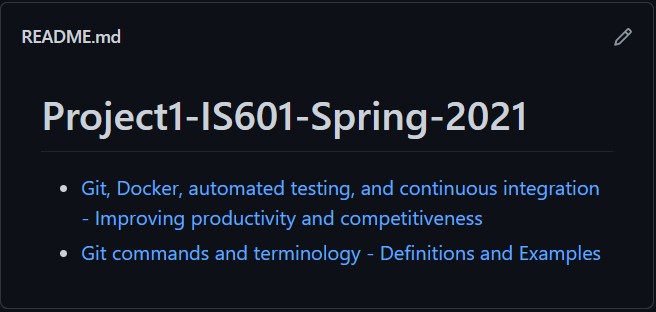 README.md
Project1-IS601-Spring-2021
Git, Docker, automated testing, and continuous integration
- Improving productivity and competitiveness
Git commands and terminology - Definitions and Examples